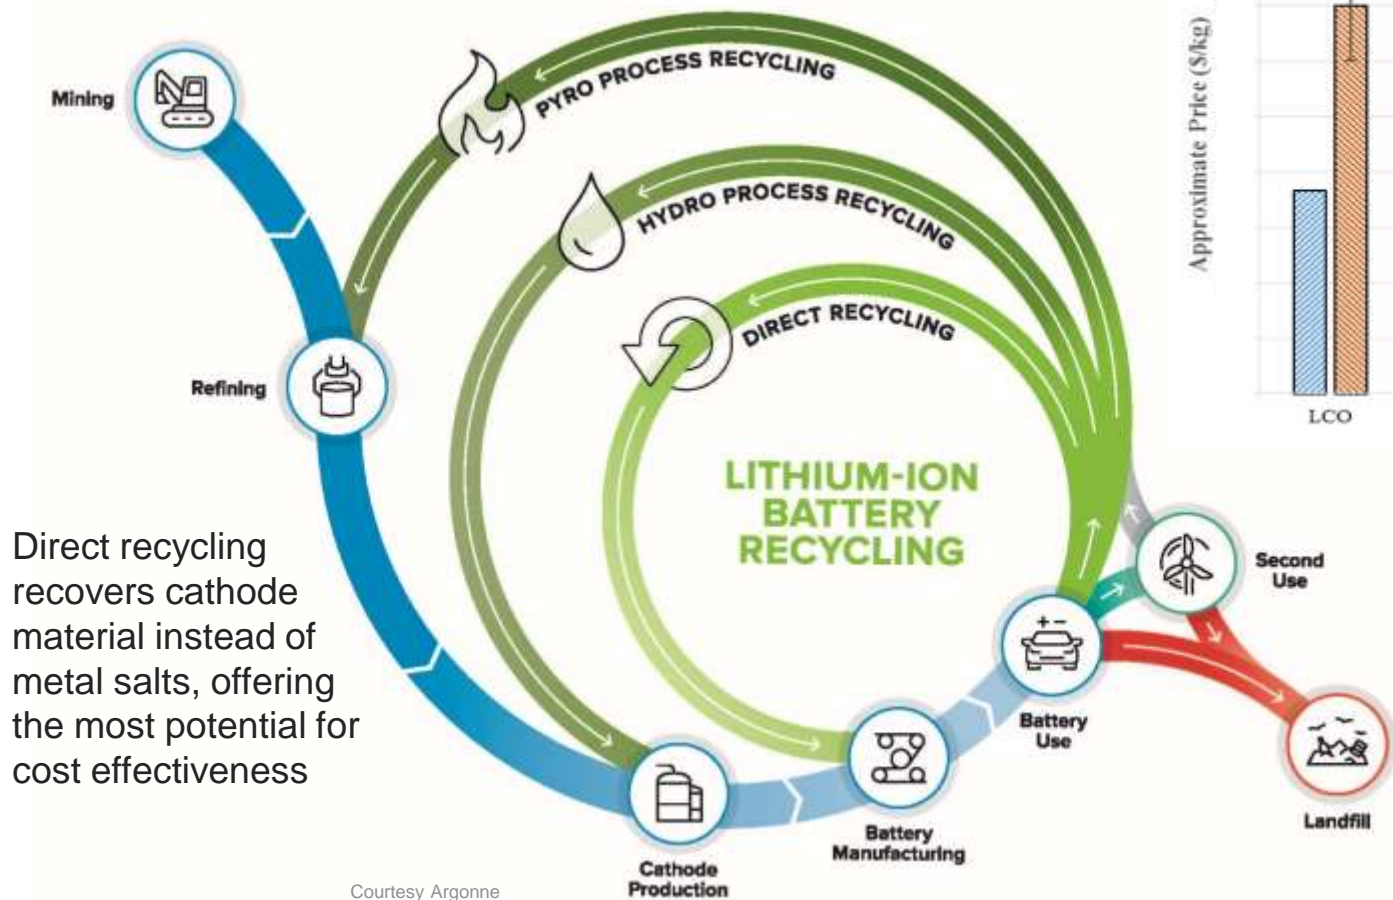 Mining
PYRO PROCESS RECYCLING
HYDRO PROCESS RECYCLING
DIRECT RECYCLING
Refining
LITHIUM-ION
BATTERY
RECYCLING
Direct recycling
recovers cathode
material instead of
metal salts, offering
the most potential for
cost effectiveness
+ -
Battery
Use
Second
Use
Landfill
Battery
Manufacturing
Cathode
Production
Courtesy Argonne
Approximate Price ($/kg)
LCO